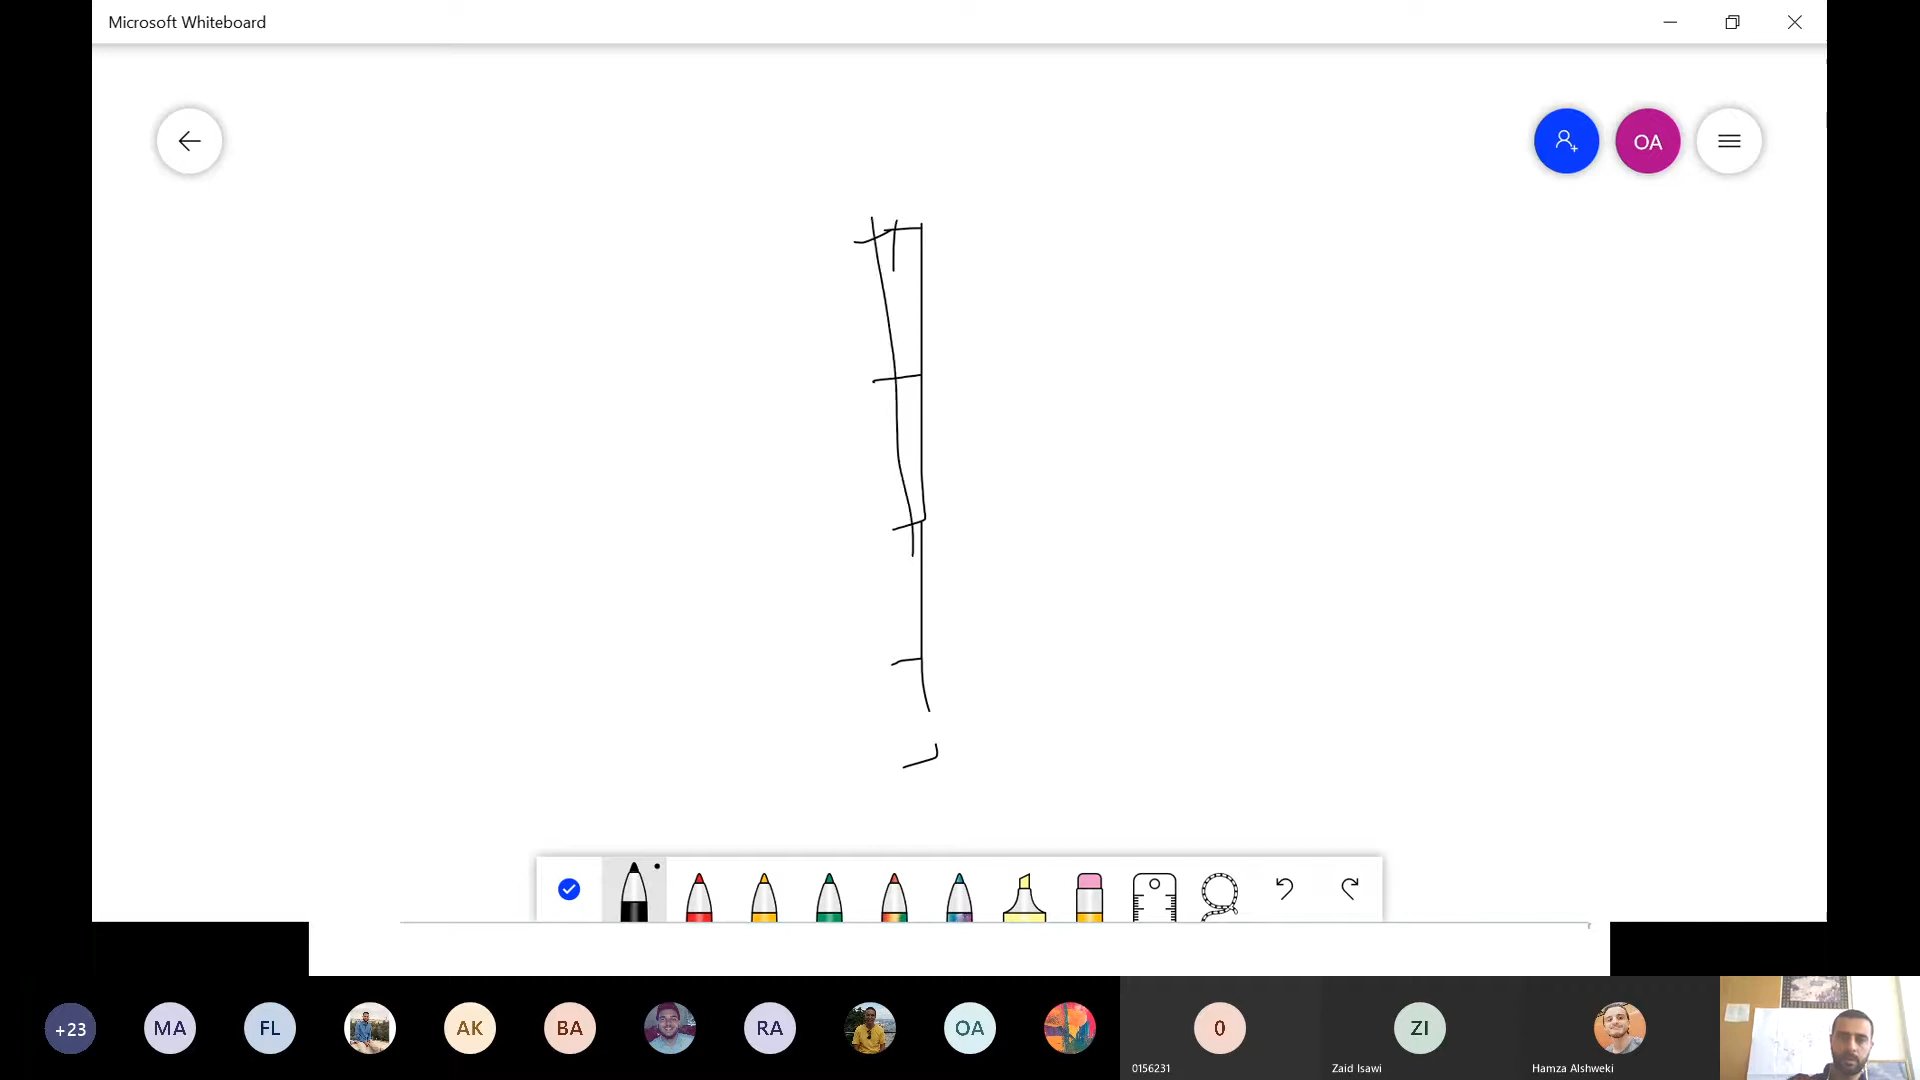 Microsoft Whiteboard
OA
+23
MA
FL
AK
BA
RA
OA
0
ZI
0156231
Zaid Isawi
Hamza Alshweki